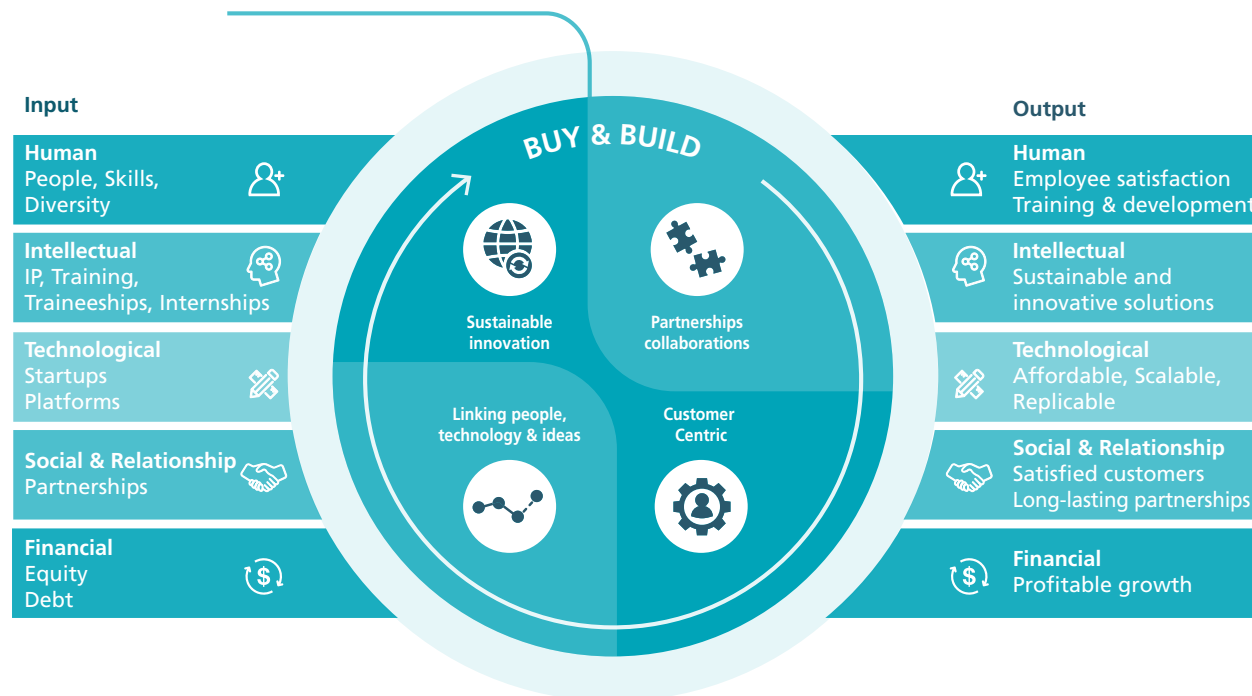 Input
Human
People, Skills,
Diversity
Intellectual
IP, Training,
Traineeships, Internships
Technological
Startups
Platforms
Social & Relationship
Partnerships
Financial
Equity
Debt
BUY & BUILD
Sustainable
innovation
Partnerships
collaborations
Linking people,
technology & ideas
Customer
Centric
Output
Human
Employee satisfaction
Training & development
Intellectual
Sustainable and
innovative solutions
Technological
Affordable, Scalable,
Replicable
Social & Relationship
Satisfied customers
Long-lasting partnerships
Financial
Profitable growth